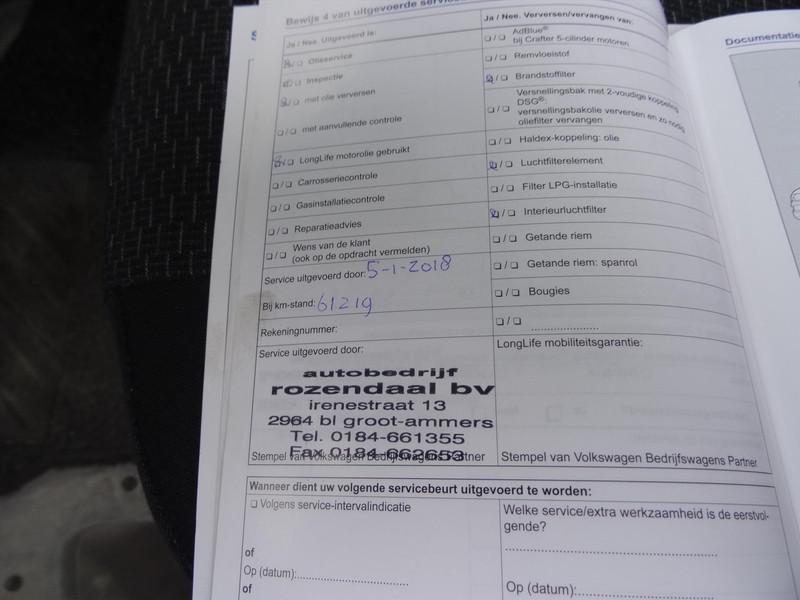 Bewijs 4 van uitgevoerde
Ja / Nee. Uitgevoerd is:
❏/❏ Olieservice
❏/❏ Inspectie
❏/❏ met olie verversen
❏/❏ met aanvullende controle
❏/❏ LongLife motorolie gebruikt
❏/❏ Carrosseriecontrole
❏/❏ Gasinstallatiecontrole
❏/❏ Reparatieadvies
❏/❏ Wens van de klant
(ook op de opdracht vermelden)
Service uitgevoerd door: 5-1-2018
Bij km-stand: 61219
Rekeningnummer:
Service uitgevoerd door:
autobedrijf
rozendaal bv
irenestraat 13
2964 bl groot-ammers
Tel. 0184-661355
Fax 0184-662653
Stempel van Volkswagen Bedrijfswagens Partner
Ja / Nee. Verversen/vervangen van:
❏/❏ AdBlue®
bij Crafter 5-cilinder motoren
❏/❏ Remvloeistof
❏/❏ Brandstoffilter
Versnellingsbak met 2-voudige koppeling
DSG®:
❏/❏ versnellingsbakolie verversen en zo nodig
oliefilter vervangen
❏/❏ Haldex-koppeling: olie
❏/❏ Luchtfilterelement
❏/❏ Filter LPG-installatie
❏/❏ Interieurluchtfilter
❏/❏ Getande riem
❏/❏ Getande riem: spanrol
❏/❏ Bougies
❏/❏ .....................
LongLife mobiliteitsgarantie:
Stempel van Volkswagen Bedrijfswagens Partner
Wanneer dient uw volgende servicebeurt uitgevoerd te worden:
❏ Volgens service-intervalindicatie
of
Op (datum):..............................
of
Welke service/extra werkzaamheid is de eerstvol-
gende?
..........................................................
Op (datum):..............................
Documentatie